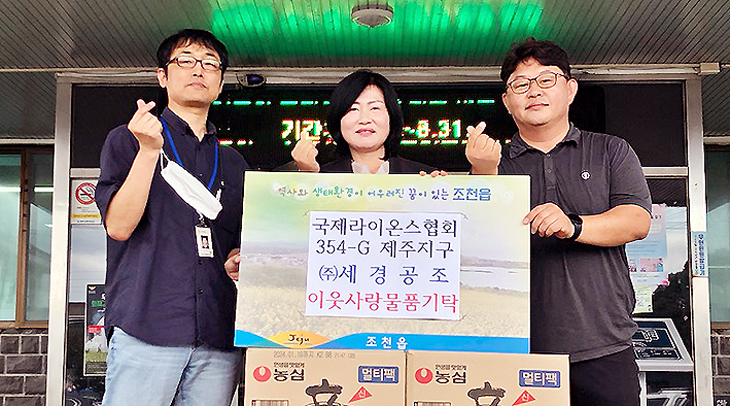 기간
~8.31
역사와 생태환경이 어우러진 꿈이 있는 조천읍
국제라이온스협회
354-G 제주지구
㈜세경공조
이웃사랑물품기탁
Jeju 조천읍
농심 멀티팩
농심 멀티팩